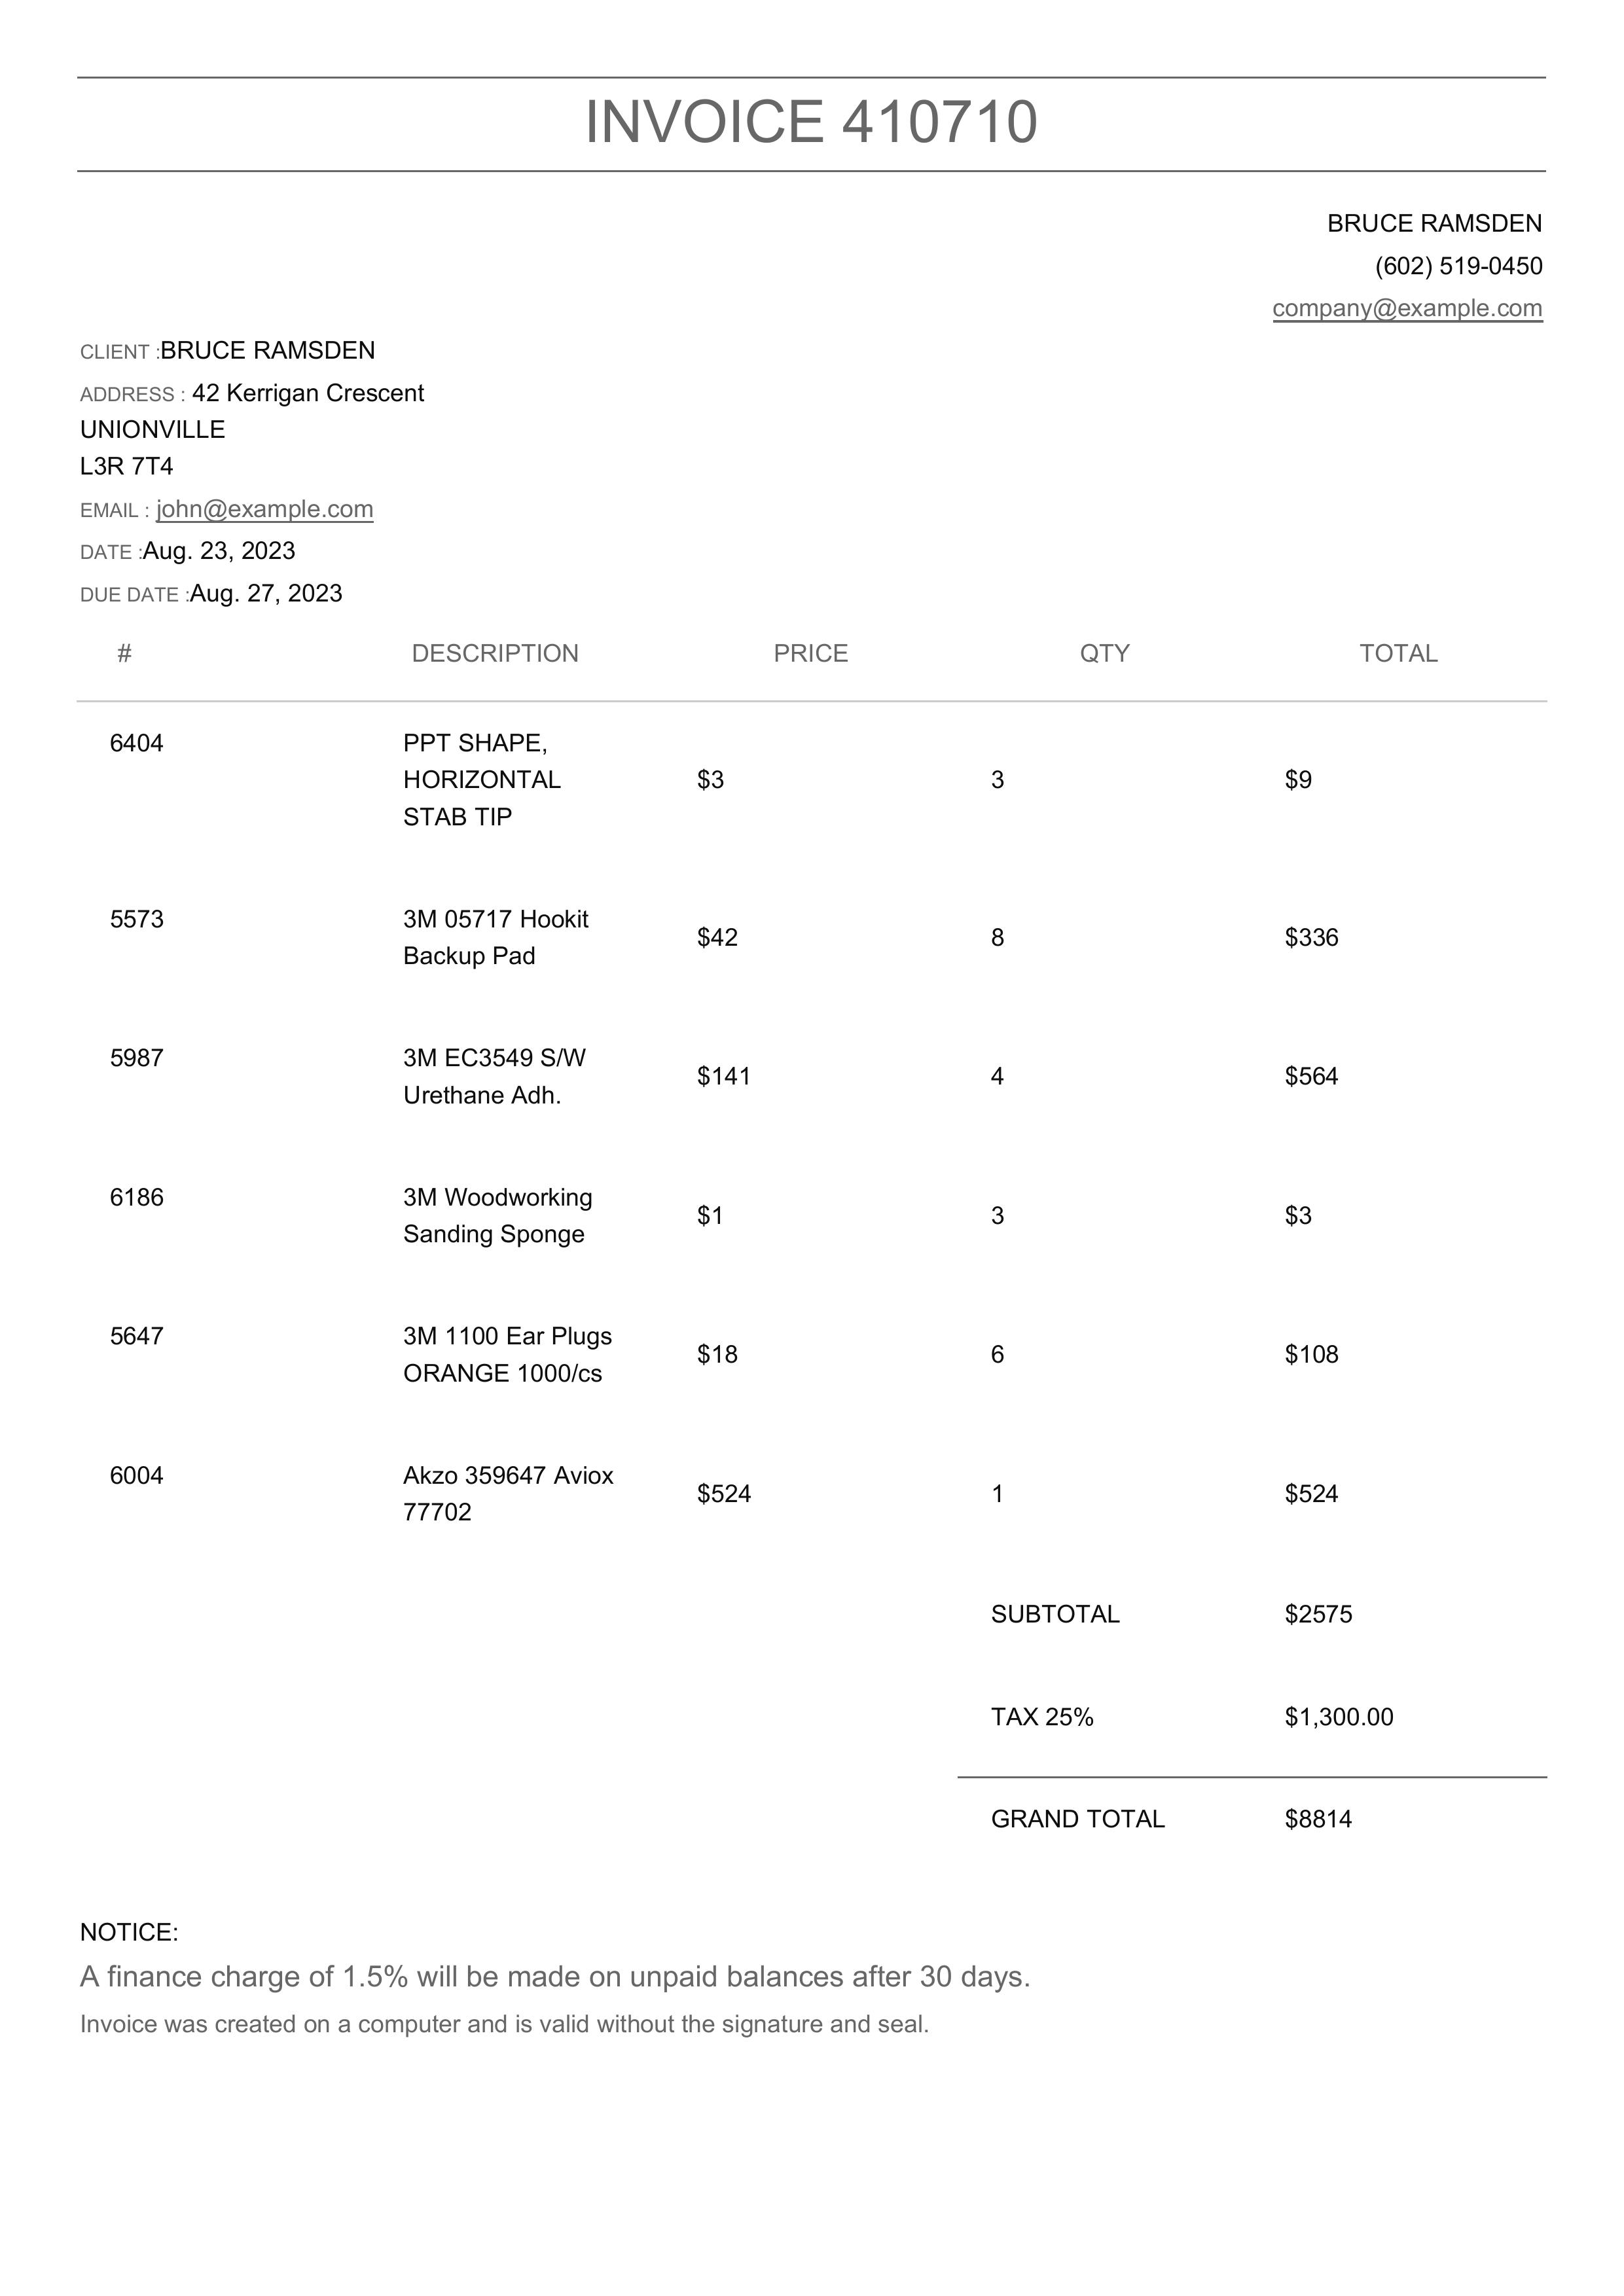 INVOICE 410710
BRUCE RAMSDEN
(602) 519-0450
company@example.com
CLIENT :BRUCE RAMSDEN
ADDRESS : 42 Kerrigan Crescent
UNIONVILLE
L3R 7T4
EMAIL : john@example.com
DATE :Aug. 23, 2023
DUE DATE :Aug. 27, 2023
# DESCRIPTION PRICE QTY TOTAL
6404 PPT SHAPE,
HORIZONTAL $3 3 $9
STAB TIP
5573 3M 05717 Hookit
Backup Pad $42 8 $336
5987 3M EC3549 S/W
Urethane Adh. $141 4 $564
6186 3M Woodworking
Sanding Sponge $1 3 $3
5647 3M 1100 Ear Plugs
ORANGE 1000/cs $18 6 $108
6004 Akzo 359647 Aviox
77702 $524 1 $524
SUBTOTAL $2575
TAX 25% $1,300.00
GRAND TOTAL $8814
NOTICE:
A finance charge of 1.5% will be made on unpaid balances after 30 days.
Invoice was created on a computer and is valid without the signature and seal.